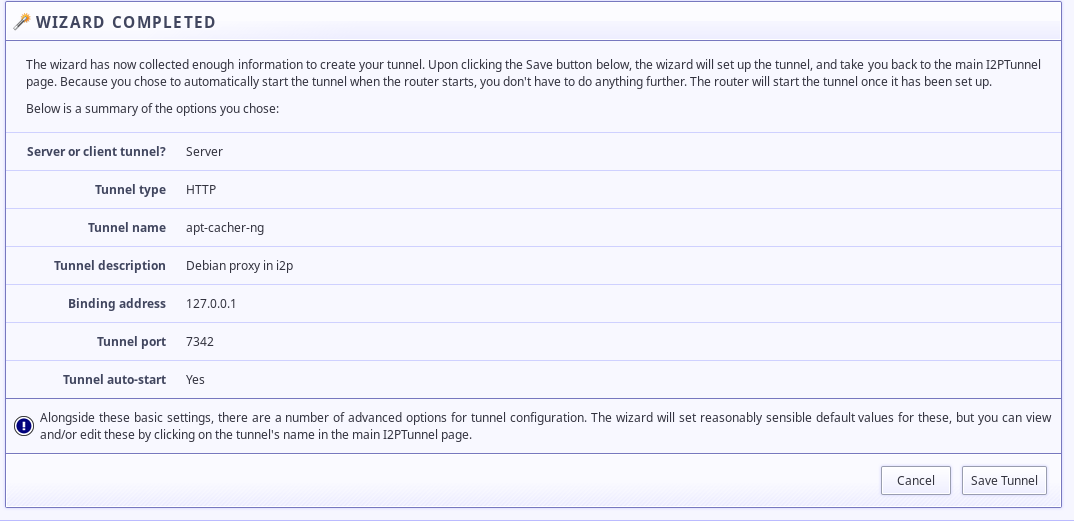 WIZARD COMPLETED
The wizard has now collected enough information to create your tunnel. Upon clicking the Save button below, the wizard will set up the tunnel, and take you back to the main I2PTunnel
page. Because you chose to automatically start the tunnel when the router starts, you don't have to do anything further. The router will start the tunnel once it has been set up.
Below is a summary of the options you chose:
Server or client tunnel? Server
Tunnel type HTTP
Tunnel name apt-cacher-ng
Tunnel description Debian proxy in i2p
Binding address 127.0.0.1
Tunnel port 7342
Tunnel auto-start Yes
Alongside these basic settings, there are a number of advanced options for tunnel configuration. The wizard will set reasonably sensible default values for these, but you can view
and/or edit these by clicking on the tunnel's name in the main I2PTunnel page.
Cancel Save Tunnel